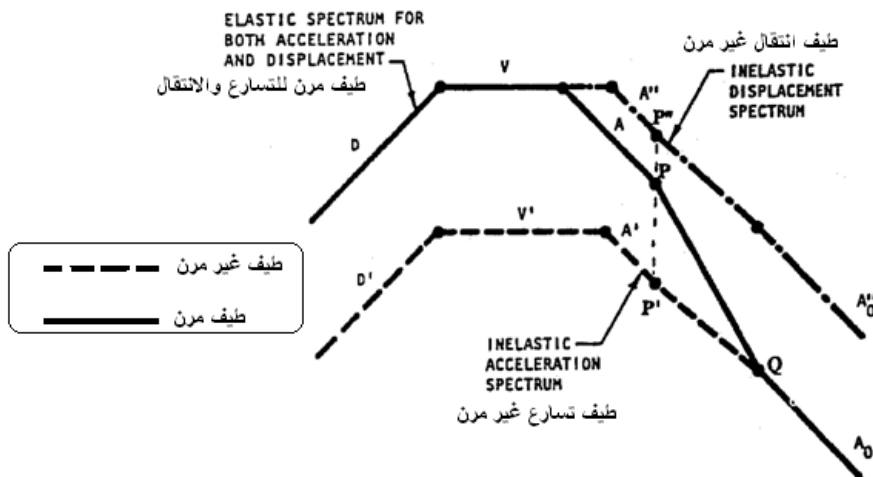 ELASTIC SPECTRUM FOR
BOTH ACCELERATION
AND DISPLACEMENT
طيف مرن للتسارع والانتقال
V
A"
P"
طيف انتقال غير مرن
INELASTIC
DISPLACEMENT
SPECTRUM
D
A
P
V'
A'
طيف غير مرن
طيف مرن
D'
P'
A"₀
INELASTIC
ACCELERATION
SPECTRUM
طيف تسارع غير مرن
Q
A₀